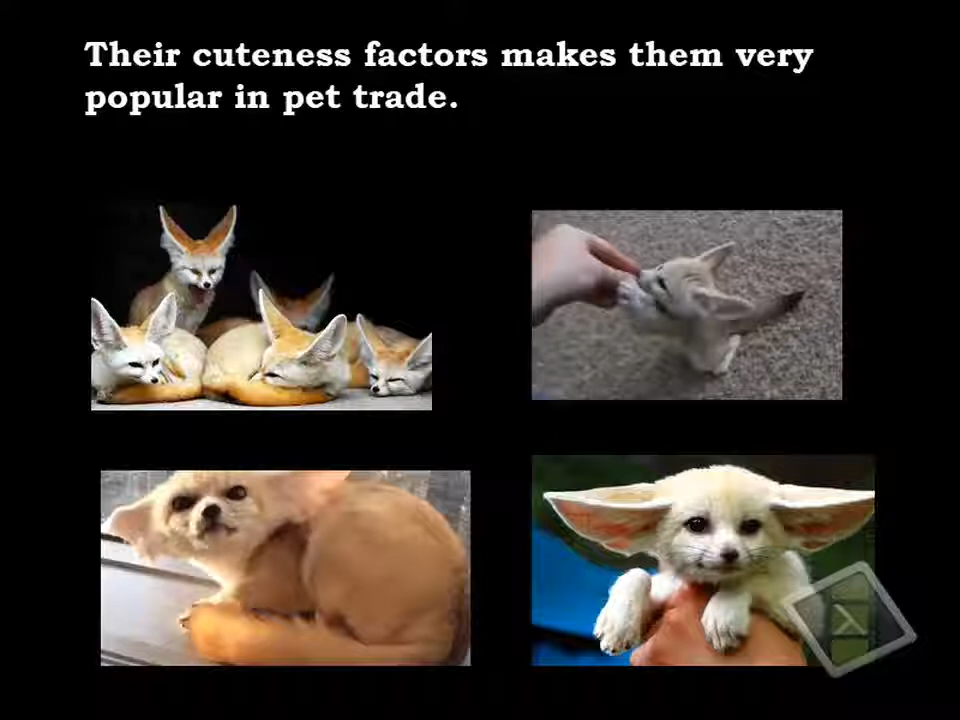 Their cuteness factors makes them very
popular in pet trade.